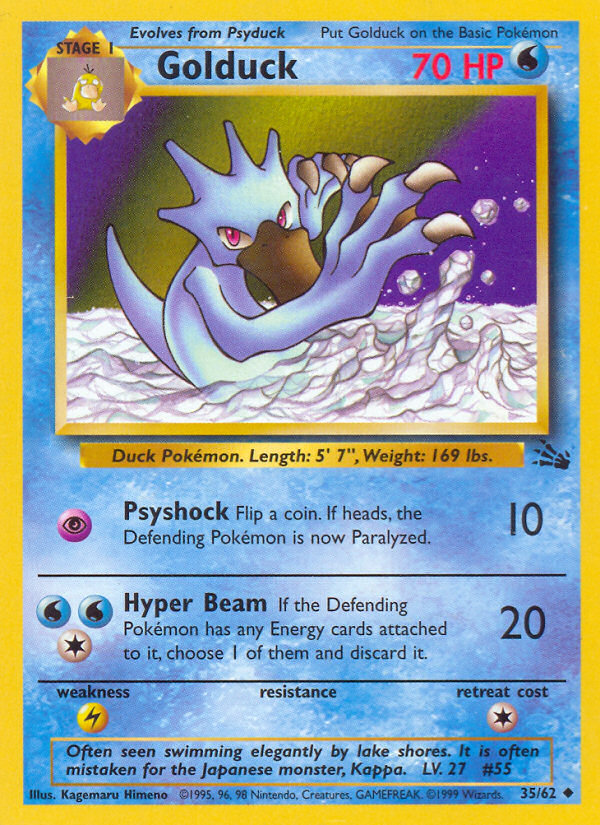 Evolves from Psyduck Put Golduck on the Basic Pokémon
STAGE 1
Golduck 70 HP
Duck Pokémon. Length: 5' 7", Weight: 169 lbs.
Psyshock Flip a coin. If heads, the
Defending Pokémon is now Paralyzed.
10
Hyper Beam If the Defending
Pokémon has any Energy cards attached
to it, choose 1 of them and discard it.
20
weakness resistance retreat cost
Often seen swimming elegantly by lake shores. It is often
mistaken for the Japanese monster, Kappa. LV. 27 #55
Illus. Kagemaru Himeno ©1995, 96, 98 Nintendo, Creatures, GAMEFREAK. ©1999 Wizards. 35/62